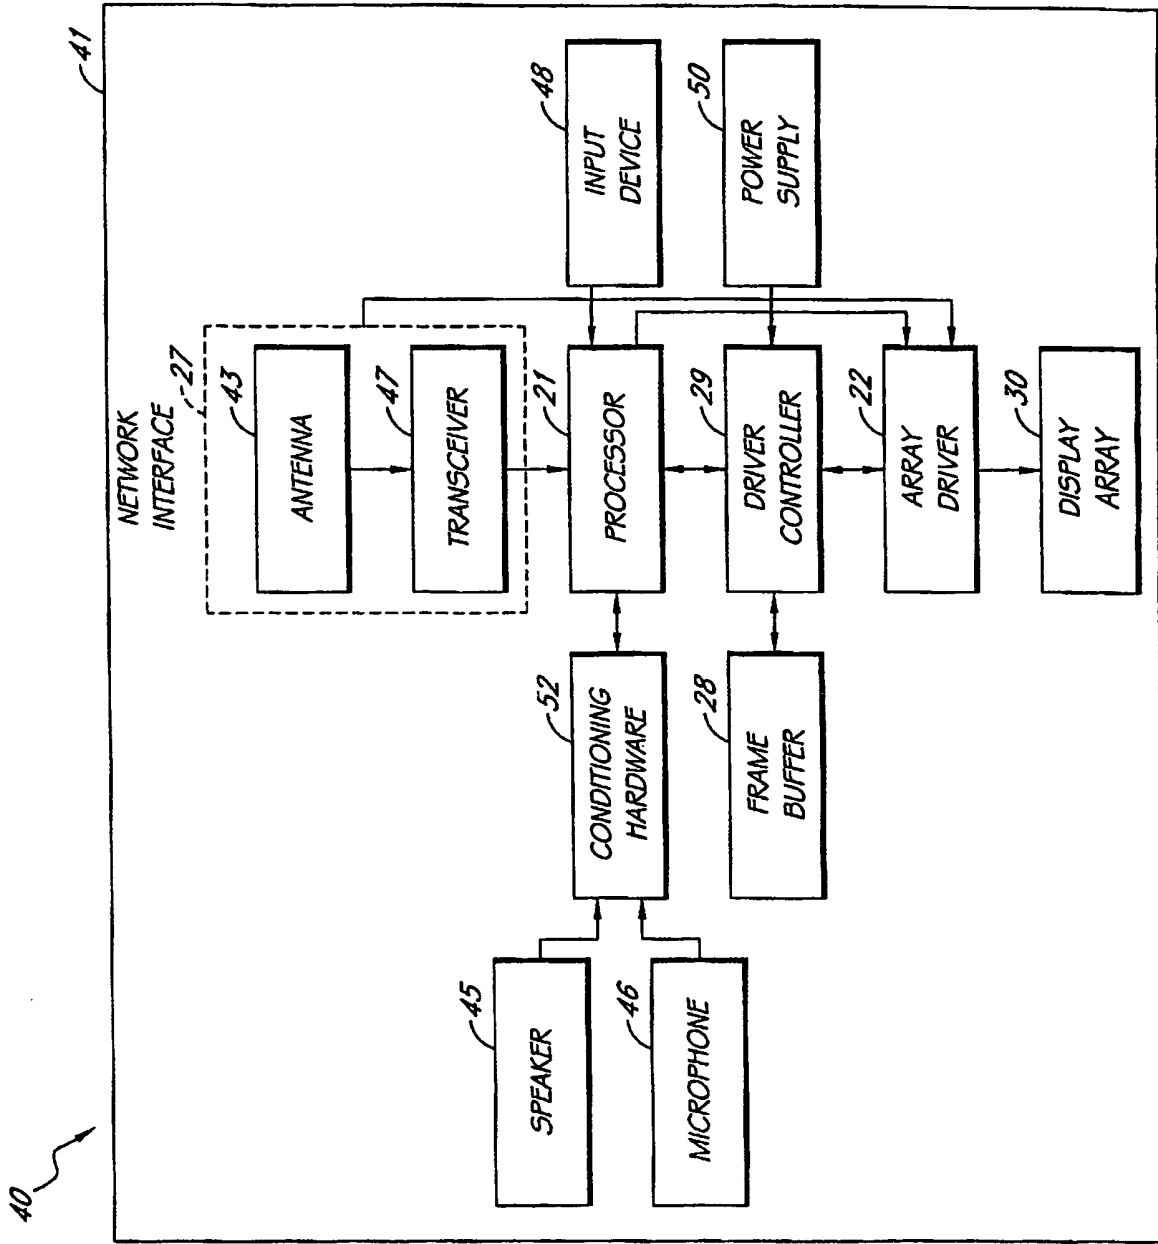 40
41
NETWORK
INTERFACE
27
43
ANTENNA
47
TRANSCEIVER
21
PROCESSOR
29
DRIVER
CONTROLLER
22
ARRAY
DRIVER
30
DISPLAY
ARRAY
48
INPUT
DEVICE
50
POWER
SUPPLY
52
CONDITIONING
HARDWARE
28
FRAME
BUFFER
45
SPEAKER
46
MICROPHONE